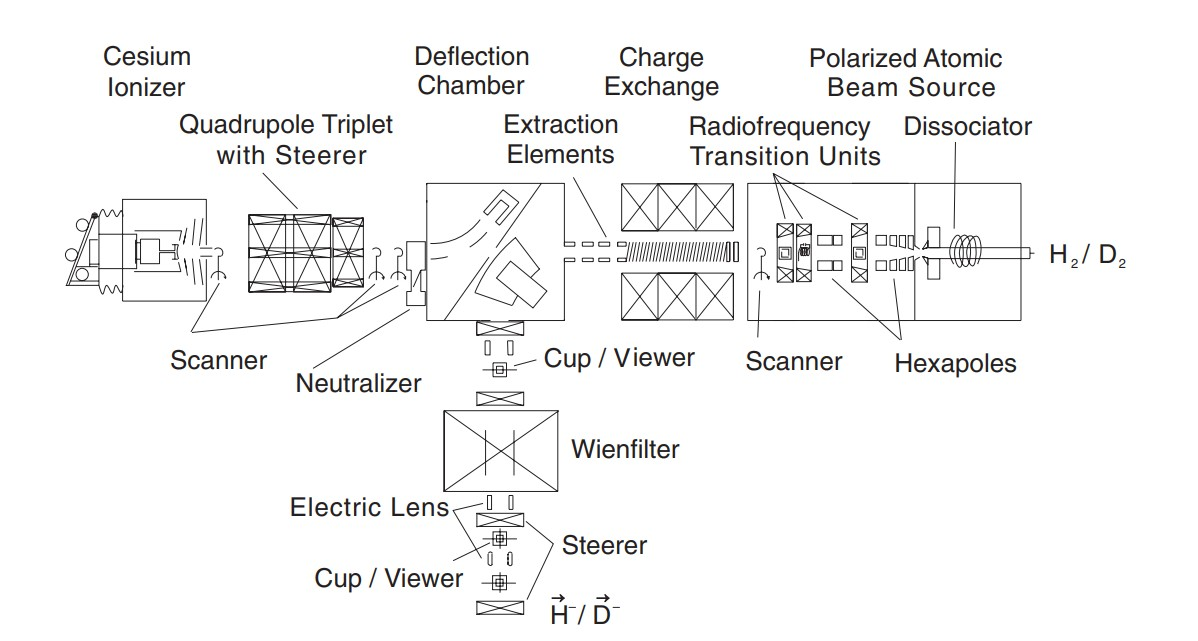 Cesium
Ionizer
Deflection
Chamber
Charge
Exchange
Polarized Atomic
Beam Source
Quadrupole Triplet
with Steerer
Extraction
Elements
Radiofrequency
Transition Units
Dissociator
H₂/ D₂
Scanner
Neutralizer
Cup / Viewer
Scanner
Hexapoles
Wienfilter
Electric Lens
Steerer
Cup / Viewer
H⃗⁻/ D⃗⁻